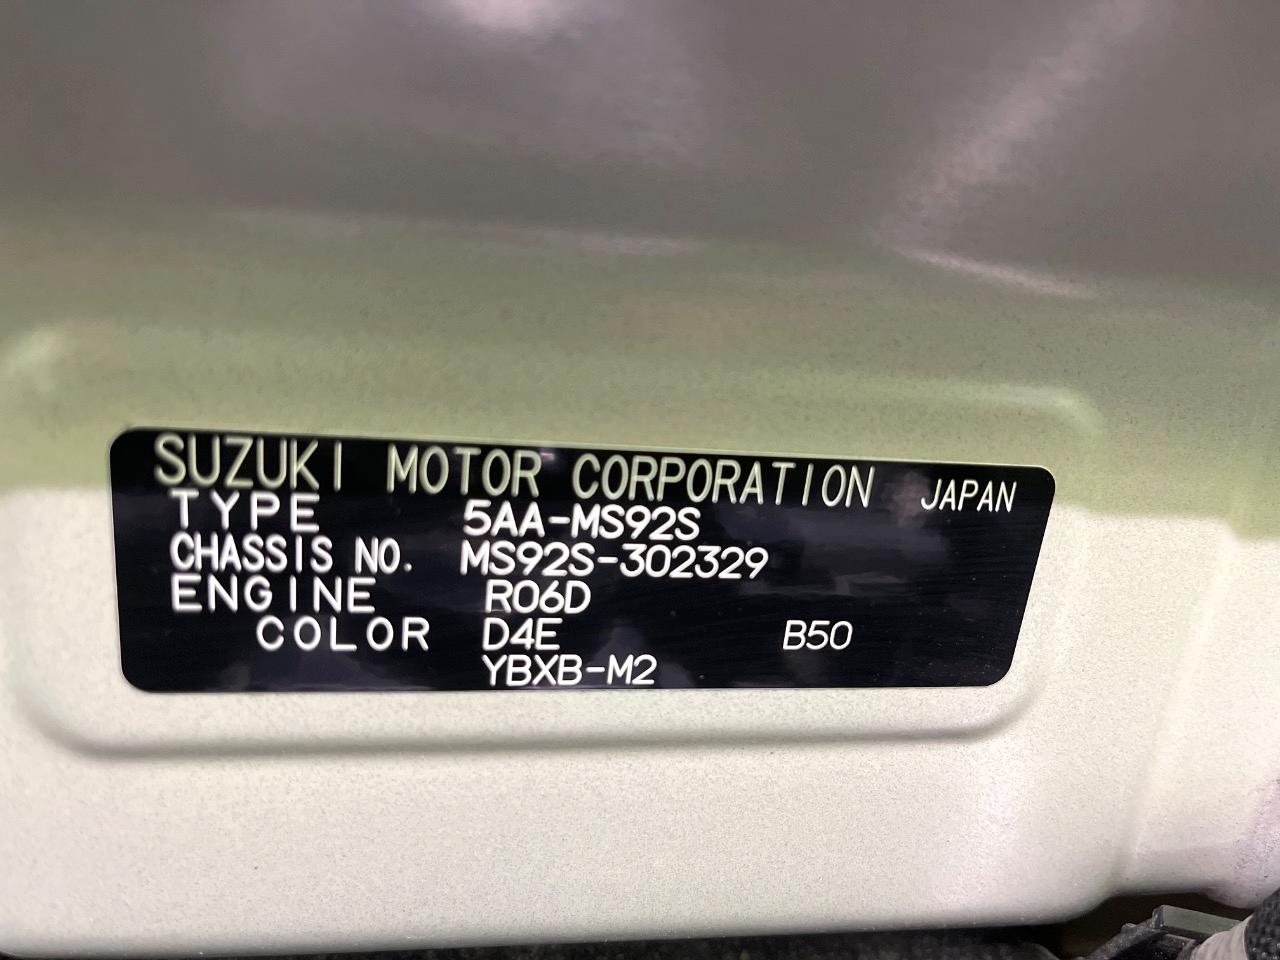 SUZUKI MOTOR CORPORATION JAPAN
TYPE 5AA-MS92S
CHASSIS NO. MS92S-302329
ENGINE R06D
COLOR D4E B50
YBXB-M2